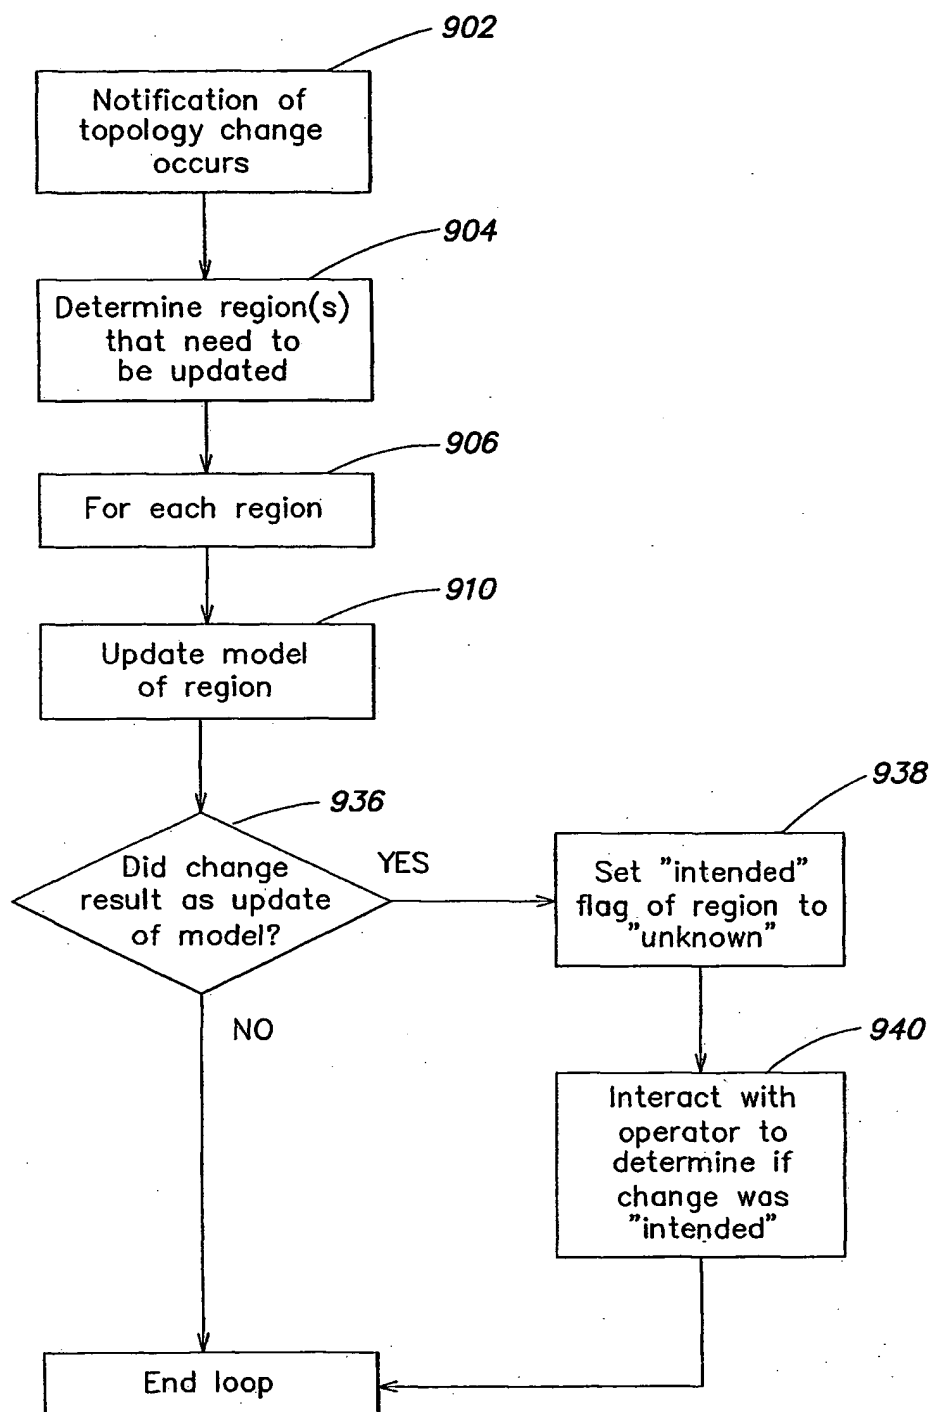 902
Notification of
topology change
occurs
904
Determine region(s)
that need to
be updated
906
For each region
910
Update model
of region
936
Did change
result as update
of model?
YES
NO
938
Set "intended"
flag of region to
"unknown"
940
Interact with
operator to
determine if
change was
"intended"
End loop